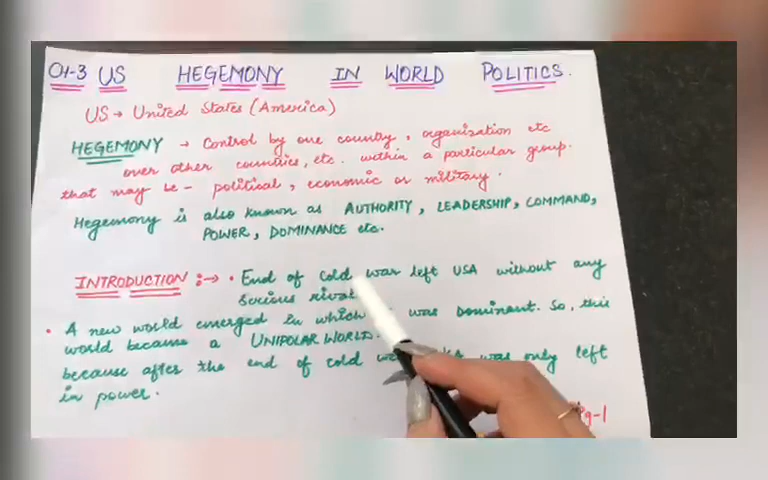 CH-3 US HEGEMONY IN WORLD POLITICS.
US → United States (America)
HEGEMONY → Control by one country, organization etc
over other countries, etc. within a particular group.
that may be - political, economic or military.
Hegemony is also known as AUTHORITY, LEADERSHIP, COMMAND,
POWER, DOMINANCE etc.
INTRODUCTION :→ • End of cold war left USA without any
serious rival
• A new world emerged in which was dominant. So, this
world became a UNIPOLAR WORLD.
because after the end of cold was only left
in power.
Pg-1